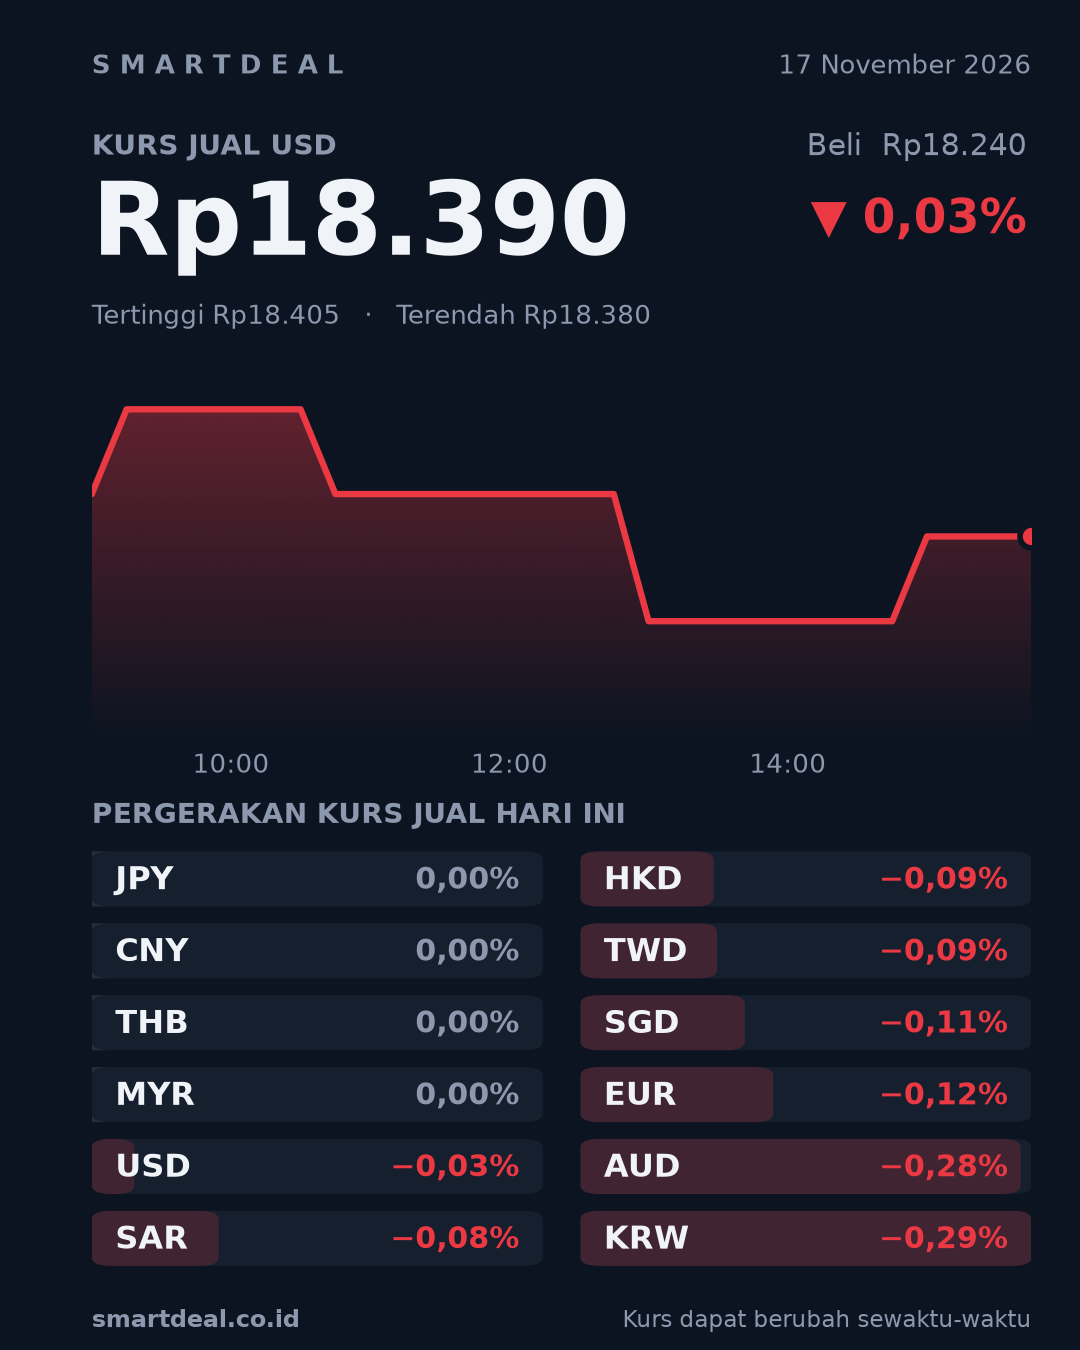 SMARTDEAL
17 November 2026
KURS JUAL USD
Beli Rp18.240
Rp18.390
▼ 0,03%
Tertinggi Rp18.405 · Terendah Rp18.380
10:00 12:00 14:00
PERGERAKAN KURS JUAL HARI INI
JPY 0,00%
HKD −0,09%
CNY 0,00%
TWD −0,09%
THB 0,00%
SGD −0,11%
MYR 0,00%
EUR −0,12%
USD −0,03%
AUD −0,28%
SAR −0,08%
KRW −0,29%
smartdeal.co.id
Kurs dapat berubah sewaktu-waktu